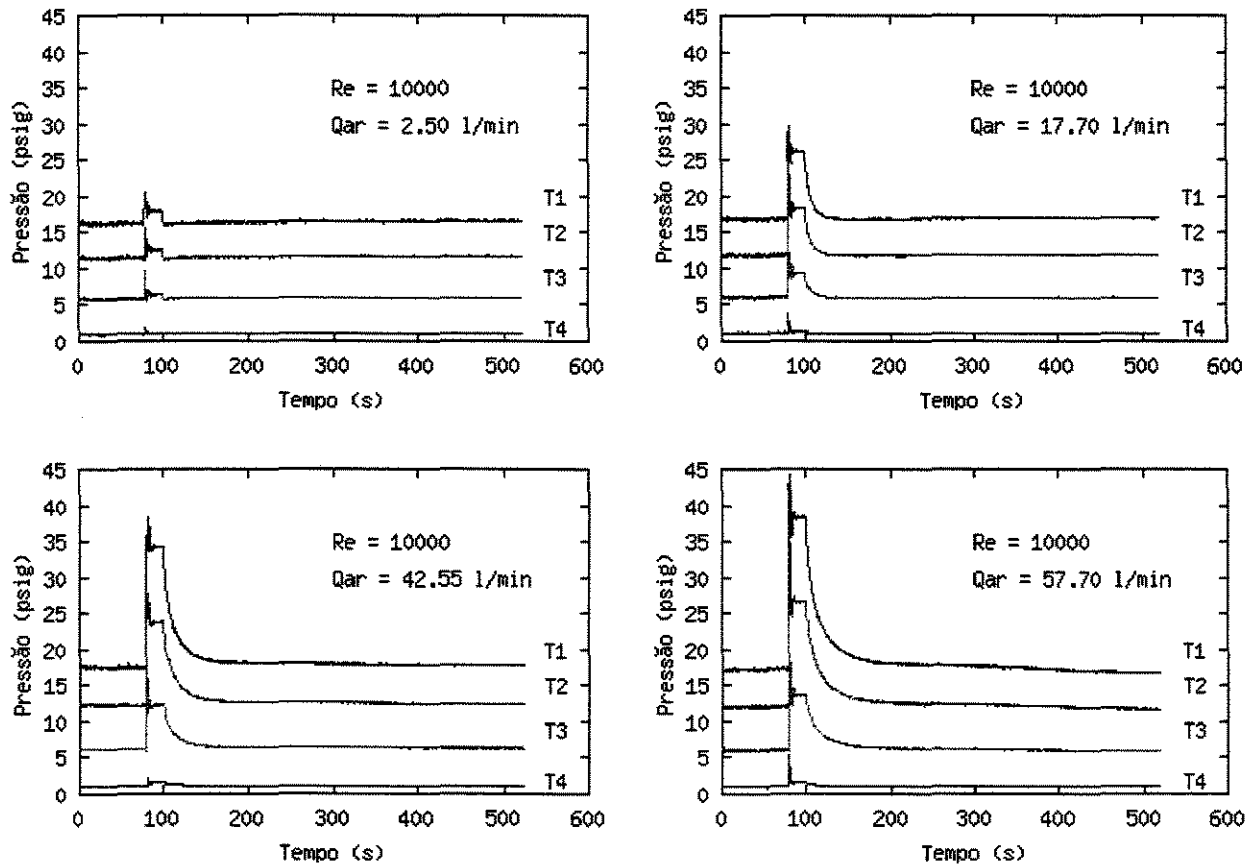 45
40
35
30
25
20
15
10
5
0
Pressão (psig)
Re = 10000
Qar = 2.50 l/min
T1
T2
T3
T4
0 100 200 300 400 500 600
Tempo (s)
45
40
35
30
25
20
15
10
5
0
Pressão (psig)
Re = 10000
Qar = 17.70 l/min
T1
T2
T3
T4
0 100 200 300 400 500 600
Tempo (s)
45
40
35
30
25
20
15
10
5
0
Pressão (psig)
Re = 10000
Qar = 42.55 l/min
T1
T2
T3
T4
0 100 200 300 400 500 600
Tempo (s)
45
40
35
30
25
20
15
10
5
0
Pressão (psig)
Re = 10000
Qar = 57.70 l/min
T1
T2
T3
T4
0 100 200 300 400 500 600
Tempo (s)